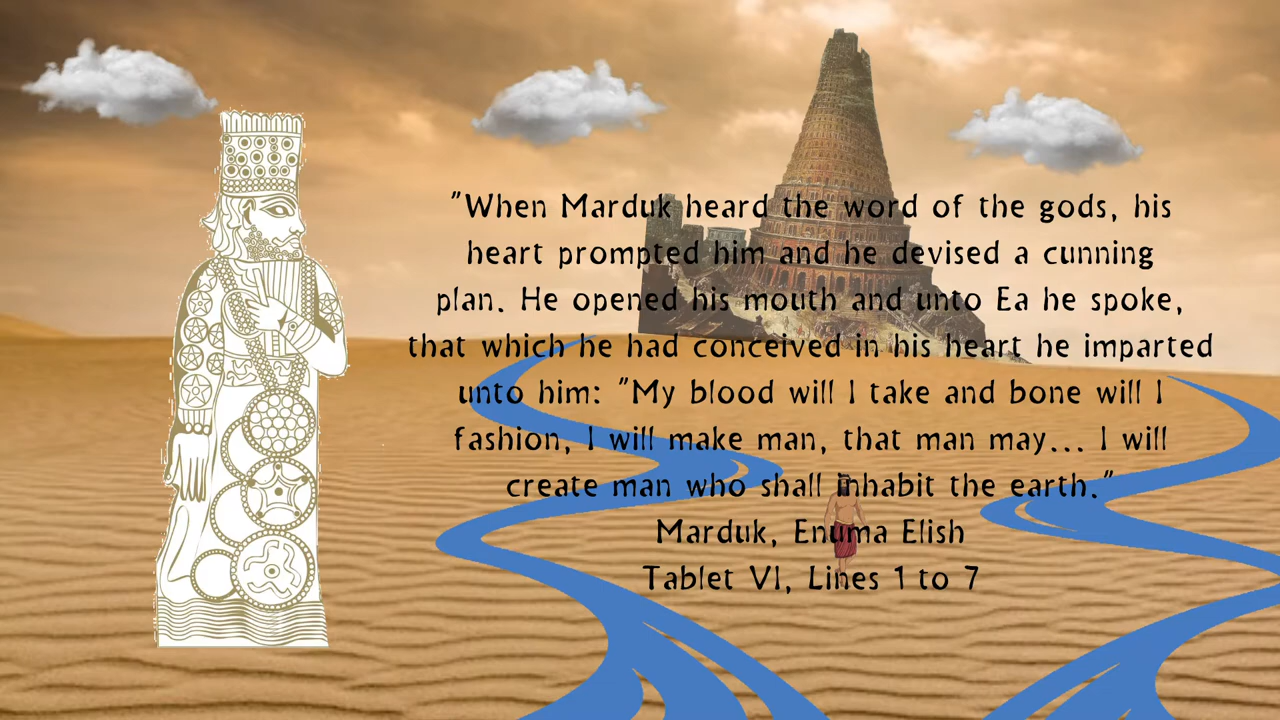 "When Marduk heard the word of the gods, his
heart prompted him and he devised a cunning
plan. He opened his mouth and unto Ea he spoke,
that which he had conceived in his heart he imparted
unto him: "My blood will I take and bone will I
fashion, I will make man, that man may... I will
create man who shall inhabit the earth."
Marduk, Enuma Elish
Tablet VI, Lines 1 to 7